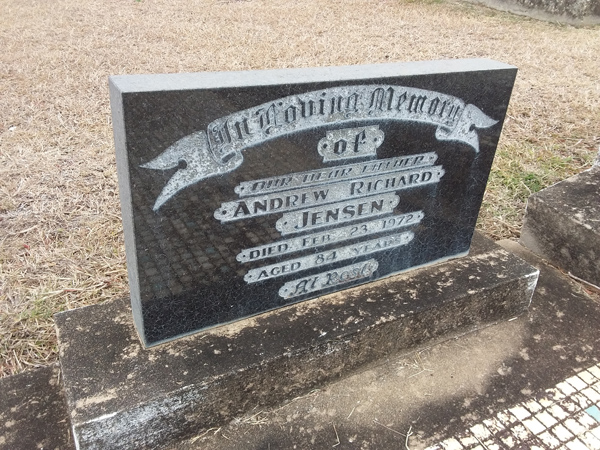 In Loving Memory
of
OUR DEAR FATHER
ANDREW RICHARD
JENSEN
DIED FEB. 23, 1972
AGED 84 YEARS
At Rest